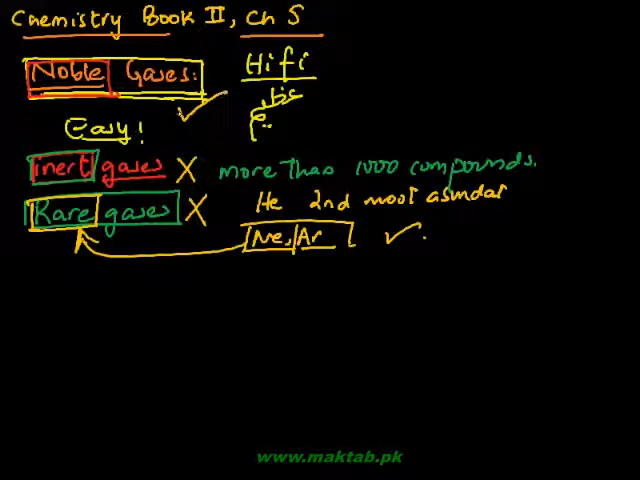 Chemistry Book II, Ch 5
Noble Gases: Hifi
عظیم
Easy!
inert gases X more than 1000 compounds.
Rare gases X He 2nd most
Ne, Ar
www.maktab.pk